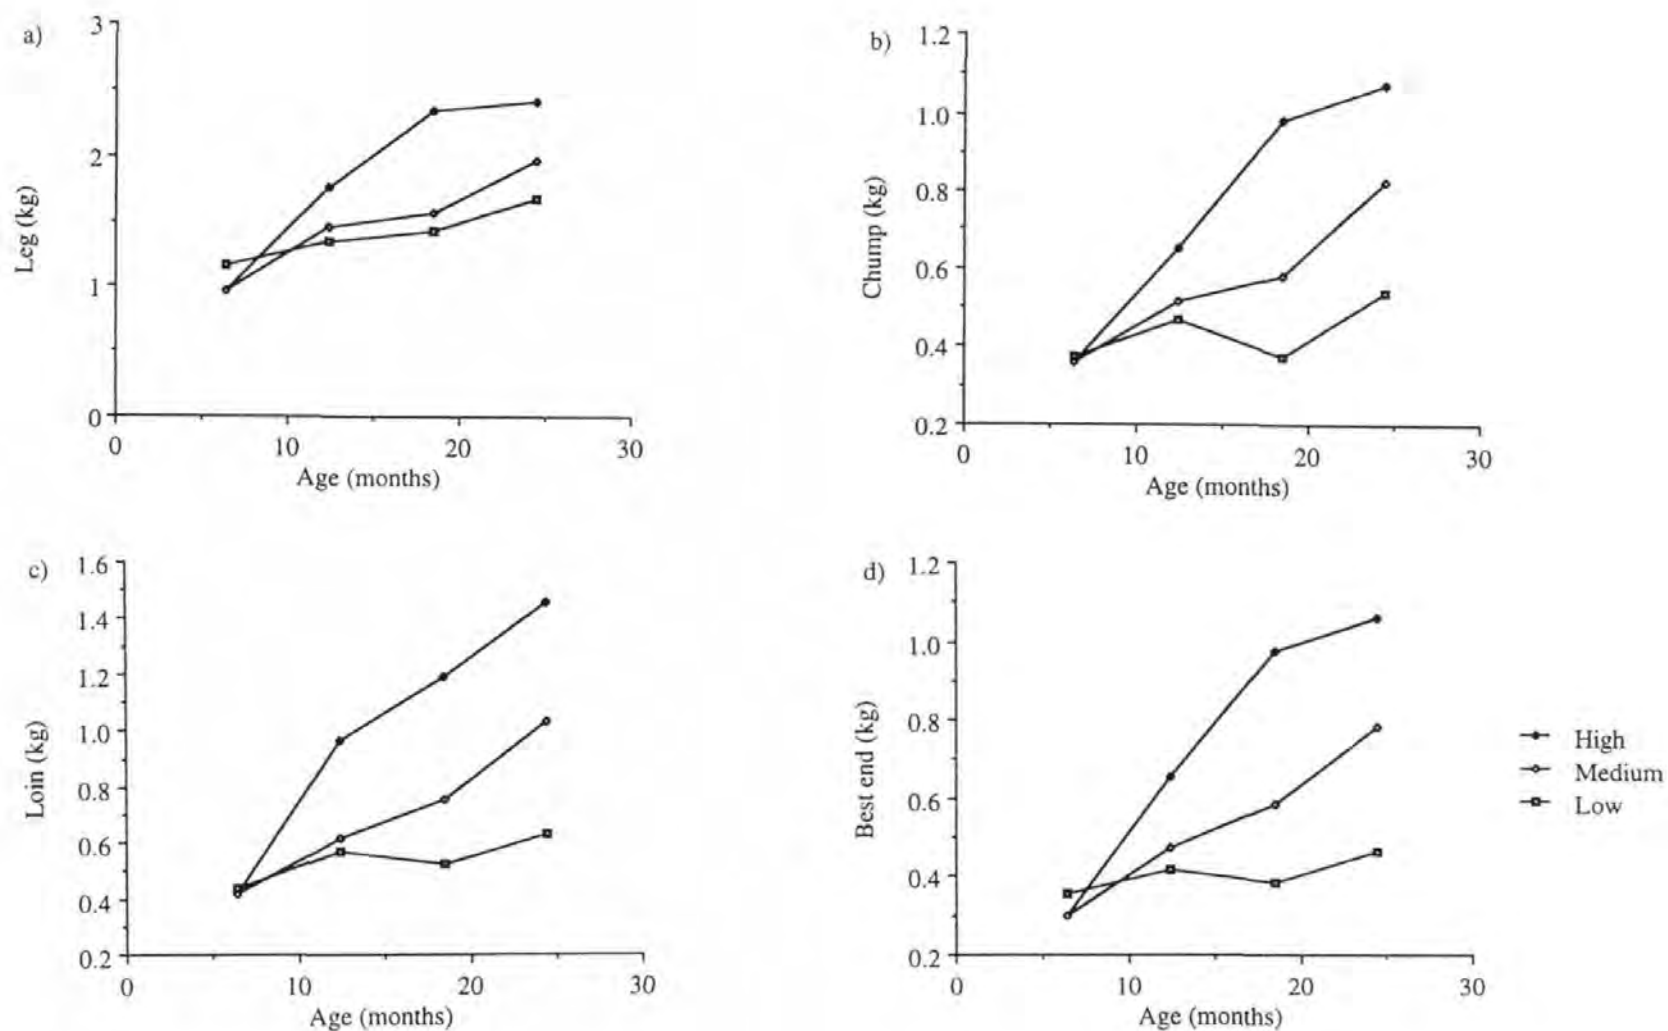 a)
3
2
1
0
Leg (kg)
0 10 20 30
Age (months)
b)
1.2
1.0
0.8
0.6
0.4
0.2
Chump (kg)
0 10 20 30
Age (months)
c)
1.6
1.4
1.2
1.0
0.8
0.6
0.4
0.2
Loin (kg)
0 10 20 30
Age (months)
d)
1.2
1.0
0.8
0.6
0.4
0.2
Best end (kg)
0 10 20 30
Age (months)
High
Medium
Low